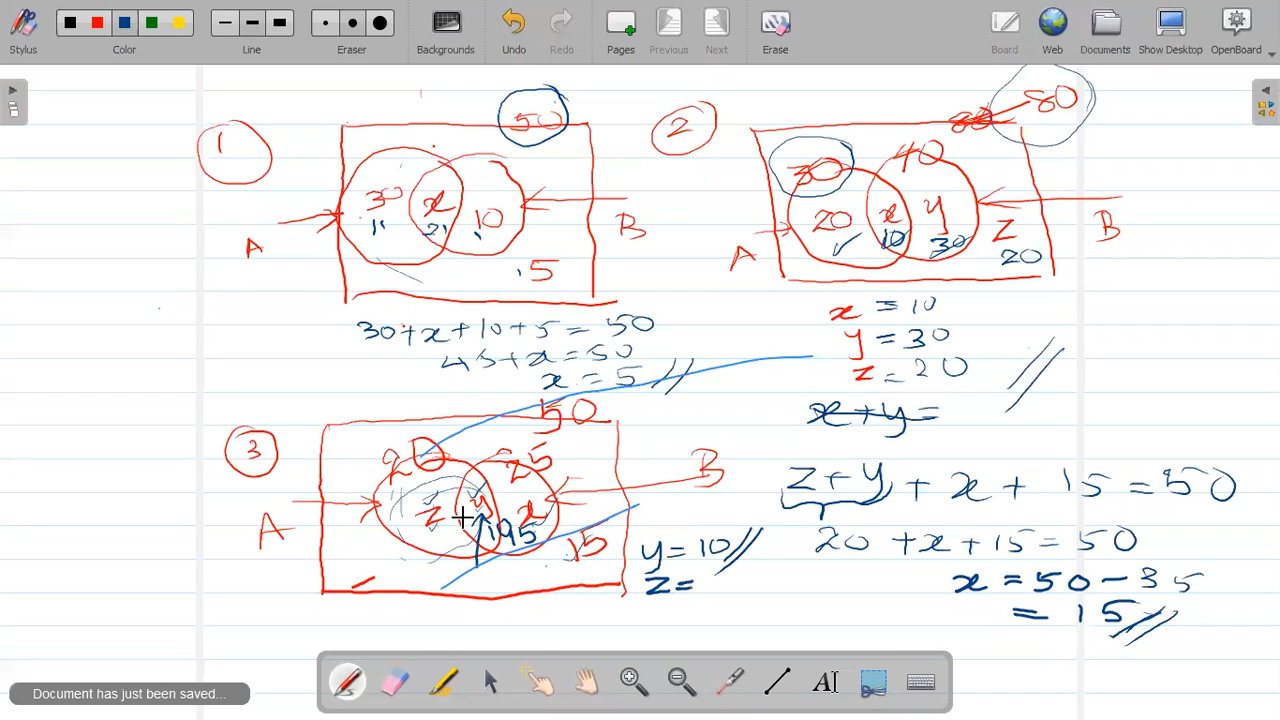 Stylus
Color
Line
Eraser
Backgrounds
Undo
Redo
Pages
Previous
Next
Erase
Board
Web
Documents
Show Desktop
OpenBoard
1
50
30 x 10
5
A
B
30+x+10+5=50
45+x=50
x=5
2
80
30 40
20 x y z
10 30 20
A
B
x=10
y=30
z=20
x+y=
3
50
20 25
z y x
15
A
B
y=10
z=
z+y+x+15=50
20+x+15=50
x=50-35
=15
Document has just been saved...